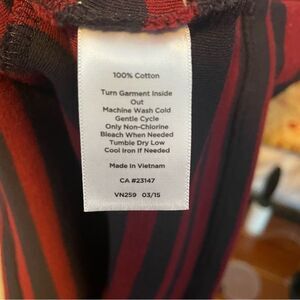 100% Cotton
Turn Garment Inside
Out
Machine Wash Cold
Gentle Cycle
Only Non-Chlorine
Bleach When Needed
Tumble Dry Low
Cool Iron If Needed
Made In Vietnam
CA #23147
VN259 03/15